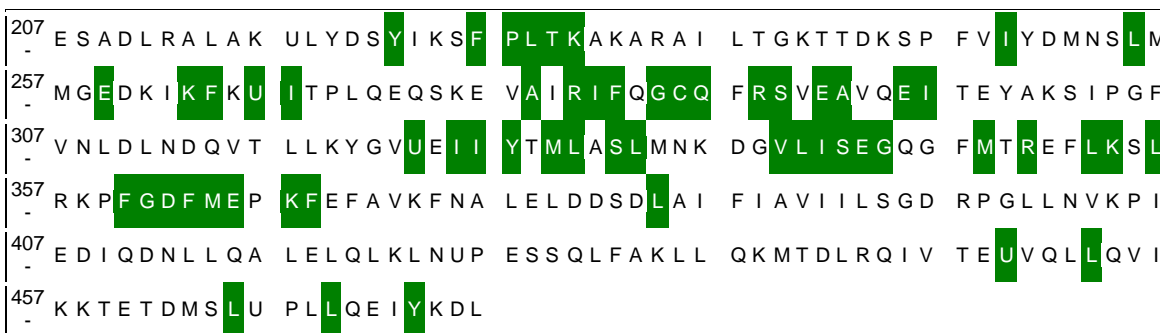 207 - ESADLRALAK ULYDSYIKSF PLTKAKARAI LTGKTTDKSP FVIYDMNSLM
257 - MGEDKIKFKU ITPLQEQSKE VAIRIFQGCQ FRSVEAVQEI TEYAKSIPGF
307 - VNLDLNDQVT LLKYGVUEII YTMLASLMNK DGVLISEGQG FMTREFLKSL
357 - RKPFGDFMEP KFEFAVKFNA LELDDSDLAI FIAVIILSGD RPGLLNVKPI
407 - EDIQDNLLQA LELQLKLNUP ESSQLFAKLL QKMTDLRQIV TEUVQLLQVI
457 - KKTETDMSLU PLLQEIYKDL